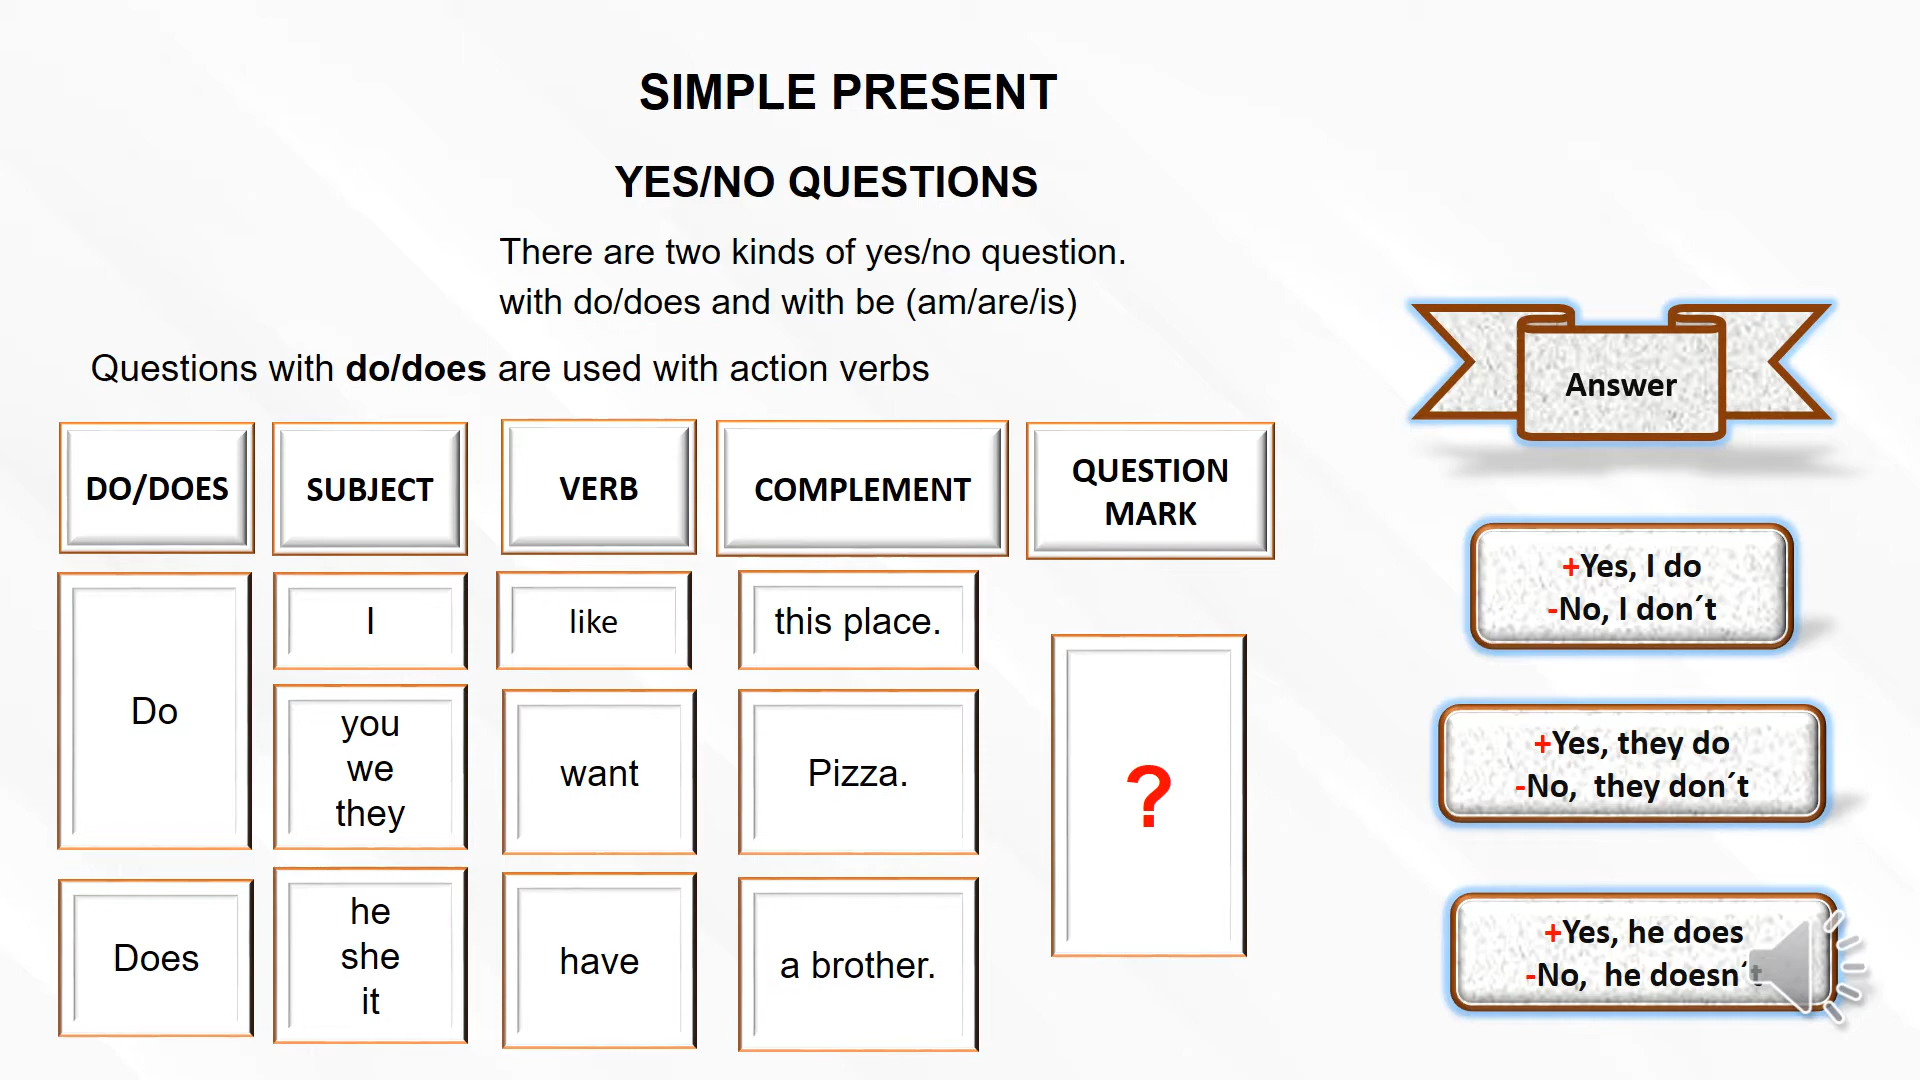 SIMPLE PRESENT
YES/NO QUESTIONS
There are two kinds of yes/no question.
with do/does and with be (am/are/is)
Questions with do/does are used with action verbs
DO/DOES
SUBJECT
VERB
COMPLEMENT
QUESTION
MARK
Do
I
like
this place.
you
we
they
want
Pizza.
Does
he
she
it
have
a brother.
?
Answer
+Yes, I do
-No, I don´t
+Yes, they do
-No,  they don´t
+Yes, he does
-No,  he doesn´t